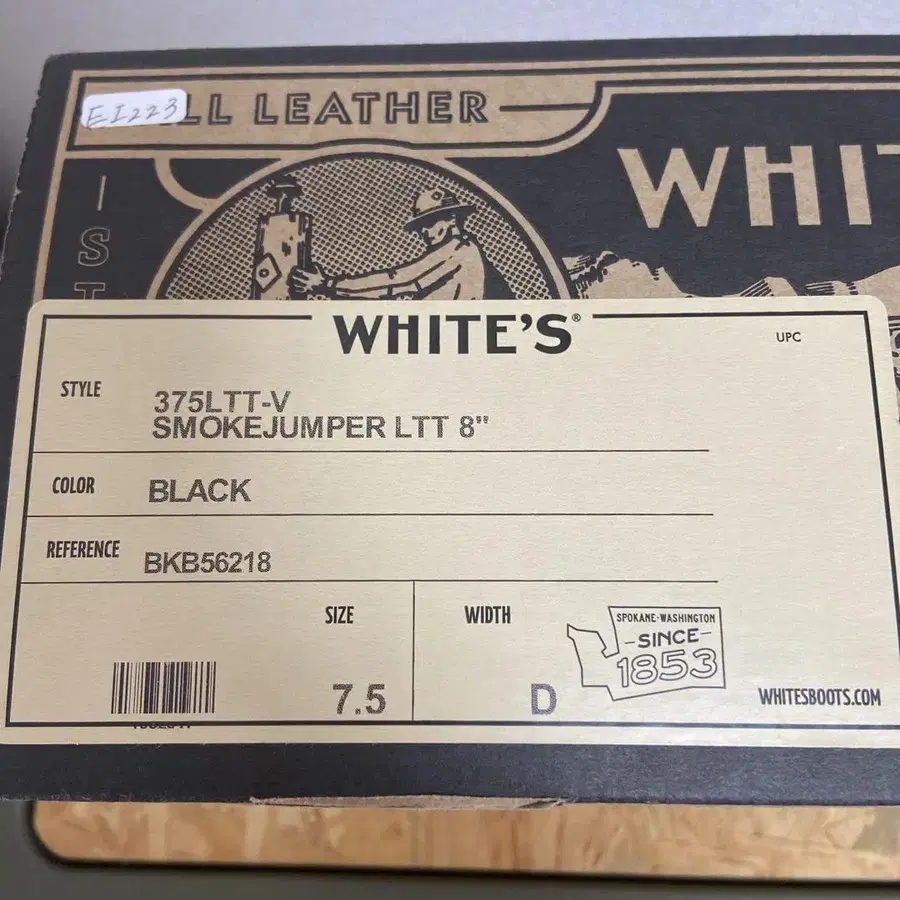 EI223
LL LEATHER
WHIT
IST
WHITE'S®
UPC
STYLE
375LTT-V
SMOKEJUMPER LTT 8"
COLOR
BLACK
REFERENCE
BKB56218
SIZE
7.5
WIDTH
D
SPOKANE·WASHINGTON
-SINCE-
1853
WHITESBOOTS.COM